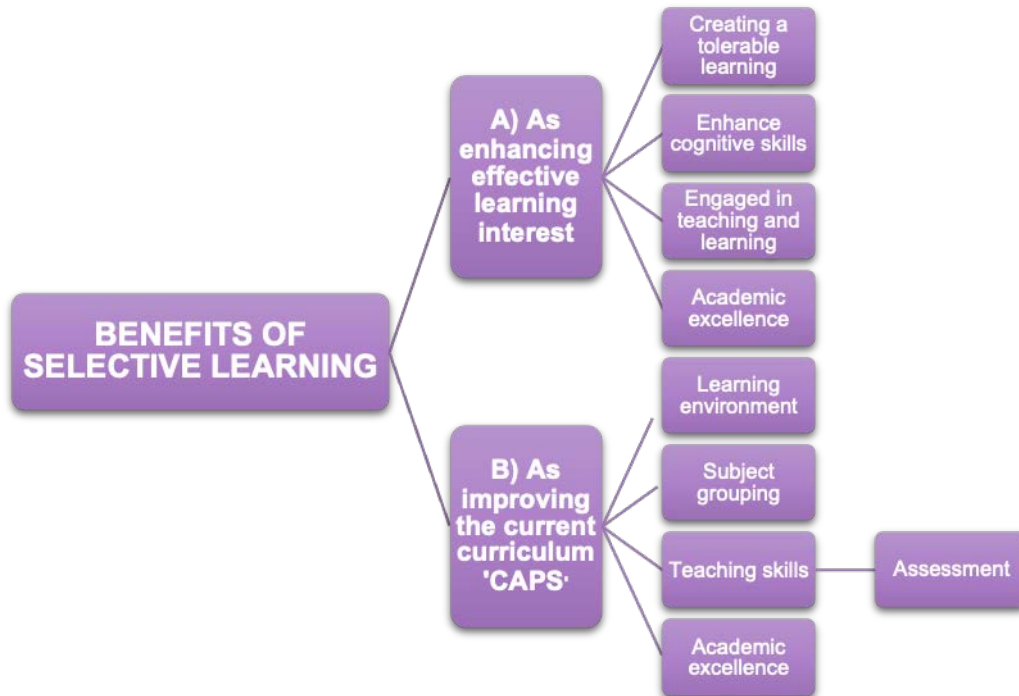 BENEFITS OF
SELECTIVE LEARNING
A) As
enhancing
effective
learning
interest
Creating a
tolerable
learning
Enhance
cognitive skills
Engaged in
teaching and
learning
Academic
excellence
B) As
improving
the current
curriculum
'CAPS'
Learning
environment
Subject
grouping
Teaching skills
Assessment
Academic
excellence